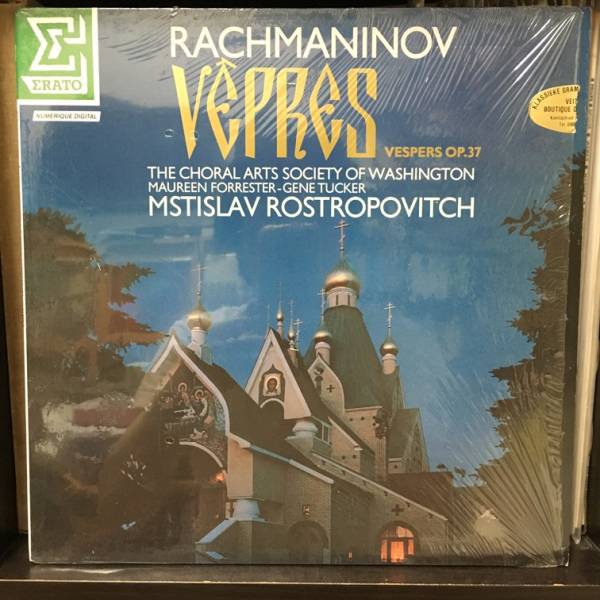 ERATO
NUMERIQUE DIGITAL
RACHMANINOV
VÊPRES
VESPERS OP.37
THE CHORAL ARTS SOCIETY OF WASHINGTON
MAUREEN FORRESTER-GENE TUCKER
MSTISLAV ROSTROPOVITCH
KLASSIEKE GRAM
BOUTIQUE